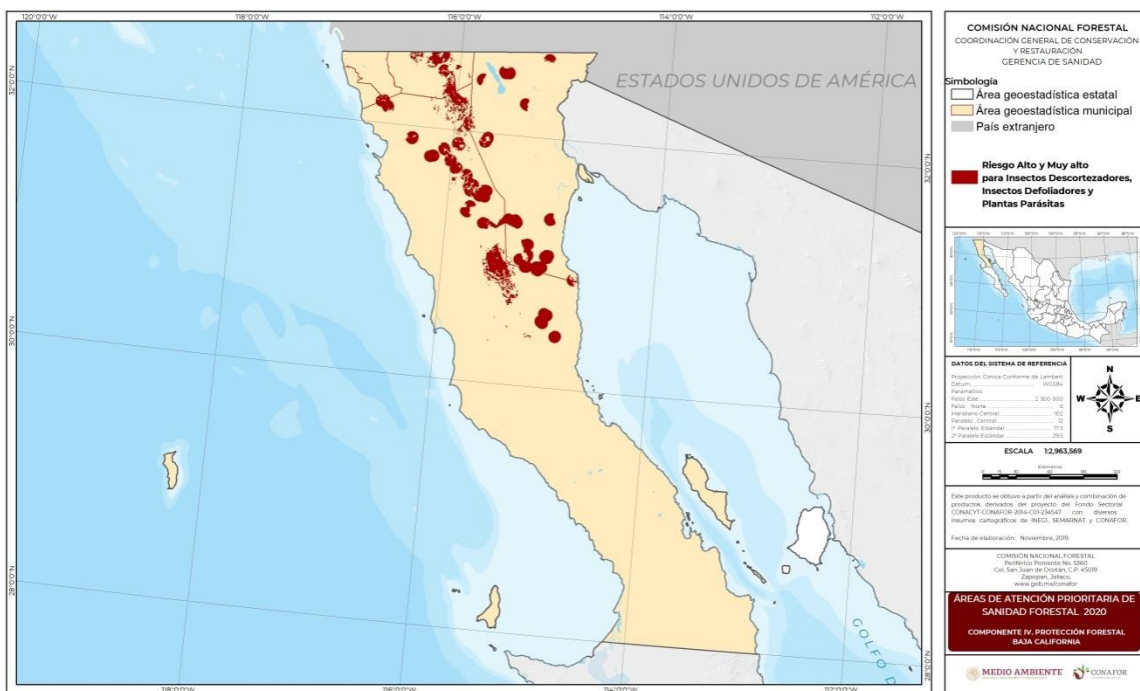 120°0'0"W
118°0'0"W
116°0'0"W
114°0'0"W
112°0'0"W
32°0'0"N
30°0'0"N
28°0'0"N
32°0'0"N
30°0'0"N
28°0'0"N
118°0'0"W
116°0'0"W
114°0'0"W
112°0'0"W
ESTADOS UNIDOS DE AMÉRICA
GOLFO D
COMISIÓN NACIONAL FORESTAL
COORDINACIÓN GENERAL DE CONSERVACIÓN
Y RESTAURACIÓN
GERENCIA DE SANIDAD
Simbología
Área geoestadística estatal
Área geoestadística municipal
País extranjero
Riesgo Alto y Muy alto
para Insectos Descortezadores,
Insectos Defoliadores y
Plantas Parásitas
DATOS DEL SISTEMA DE REFERENCIA
Proyección Cónica Conforme de Lambert
Datum WGS84
Parámetros
Falso Este 2 500 000
Falso Norte 0
Meridiano Central -102
Paralelo Central 12
1º Paralelo Estándar 17.5
2º Paralelo Estándar 29.5
N
W E
S
ESCALA 1:2,963,569
Kilómetros
Este producto se obtuvo a partir del análisis y combinación de
productos derivados del proyecto del Fondo Sectorial
CONACYT-CONAFOR-2014-C01-234547 con diversos
insumos cartográficos de INEGI, SEMARNAT y CONAFOR.
Fecha de elaboración: Noviembre, 2019.
COMISIÓN NACIONAL FORESTAL
Periférico Poniente No. 5360
Col. San Juan de Ocotán, C.P. 45019
Zapopan, Jalisco.
www.gob.mx/conafor
ÁREAS DE ATENCIÓN PRIORITARIA DE
SANIDAD FORESTAL 2020
COMPONENTE IV. PROTECCIÓN FORESTAL
BAJA CALIFORNIA
MEDIO AMBIENTE
CONAFOR